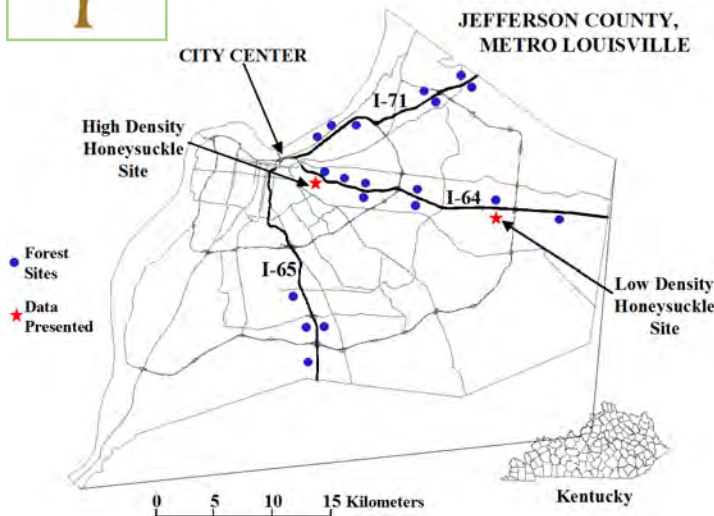 JEFFERSON COUNTY,
METRO LOUISVILLE
CITY CENTER
I-71
High Density
Honeysuckle
Site
I-64
Forest
Sites
I-65
Data
Presented
Low Density
Honeysuckle
Site
0 5 10 15 Kilometers
Kentucky